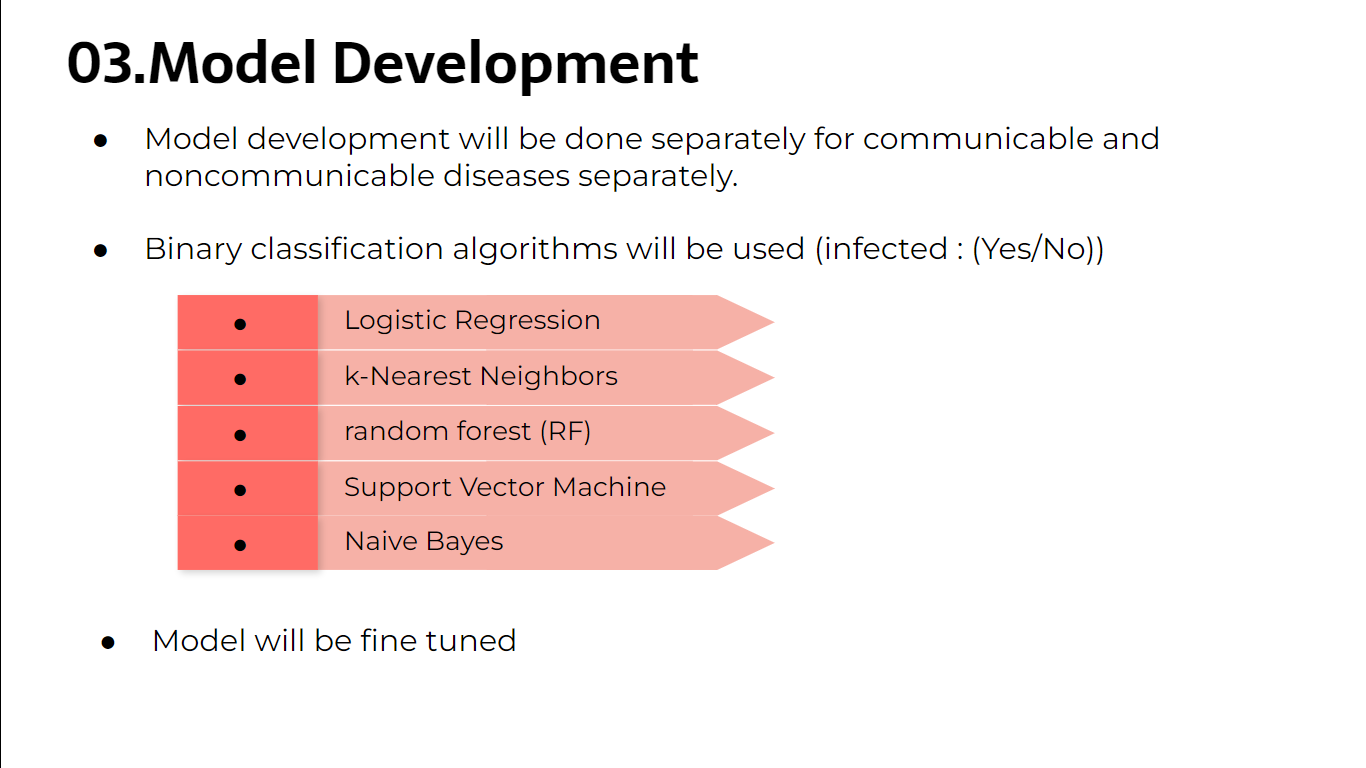 03.Model Development
● Model development will be done separately for communicable and
noncommunicable diseases separately.
● Binary classification algorithms will be used (infected : (Yes/No))
● Logistic Regression
● k-Nearest Neighbors
● random forest (RF)
● Support Vector Machine
● Naive Bayes
● Model will be fine tuned